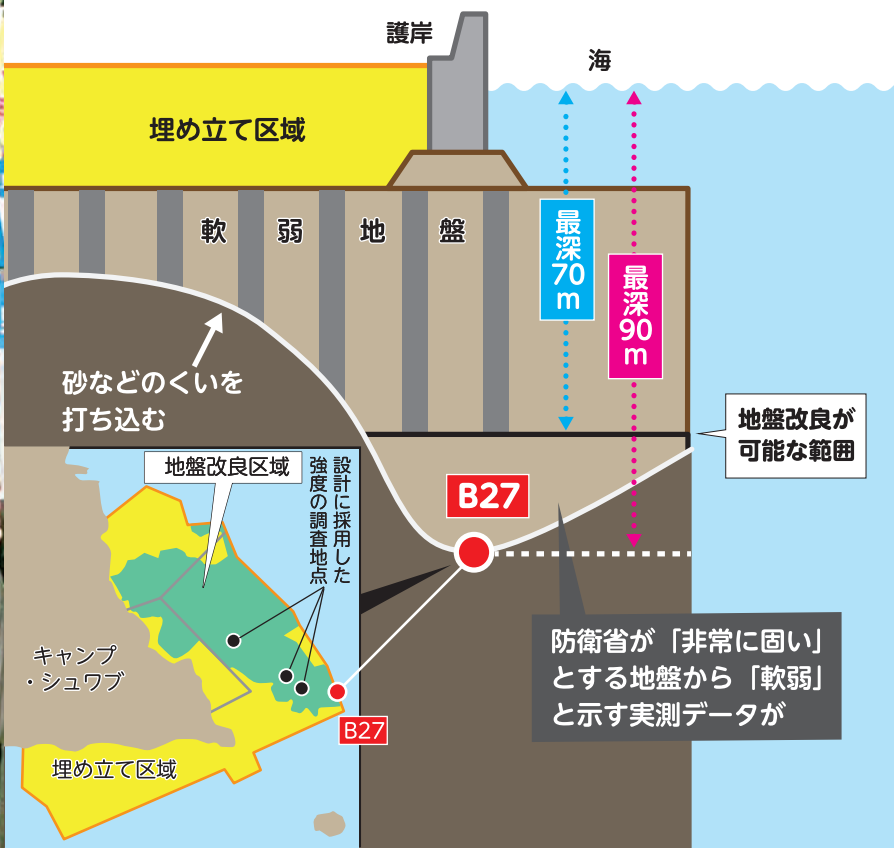 護岸
海
埋め立て区域
軟弱地盤
最深70m
最深90m
砂などのくいを
打ち込む
地盤改良が
可能な範囲
B27
地盤改良区域
設計に採用した
強度の調査地点
キャンプ
・シュワブ
B27
埋め立て区域
防衛省が「非常に固い」
とする地盤から「軟弱」
と示す実測データが